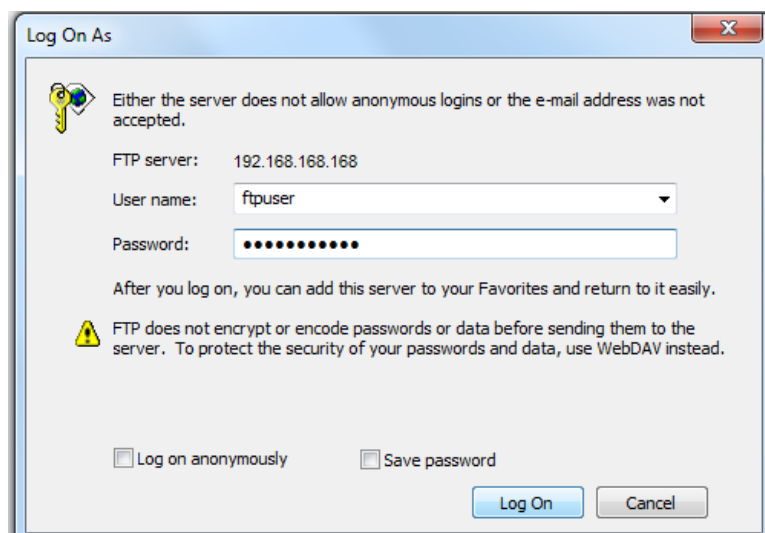 Log On As
Either the server does not allow anonymous logins or the e-mail address was not
accepted.
FTP server: 192.168.168.168
User name: ftpuser
Password: •••••••••••
After you log on, you can add this server to your Favorites and return to it easily.
FTP does not encrypt or encode passwords or data before sending them to the
server. To protect the security of your passwords and data, use WebDAV instead.
Log on anonymously Save password
Log On Cancel